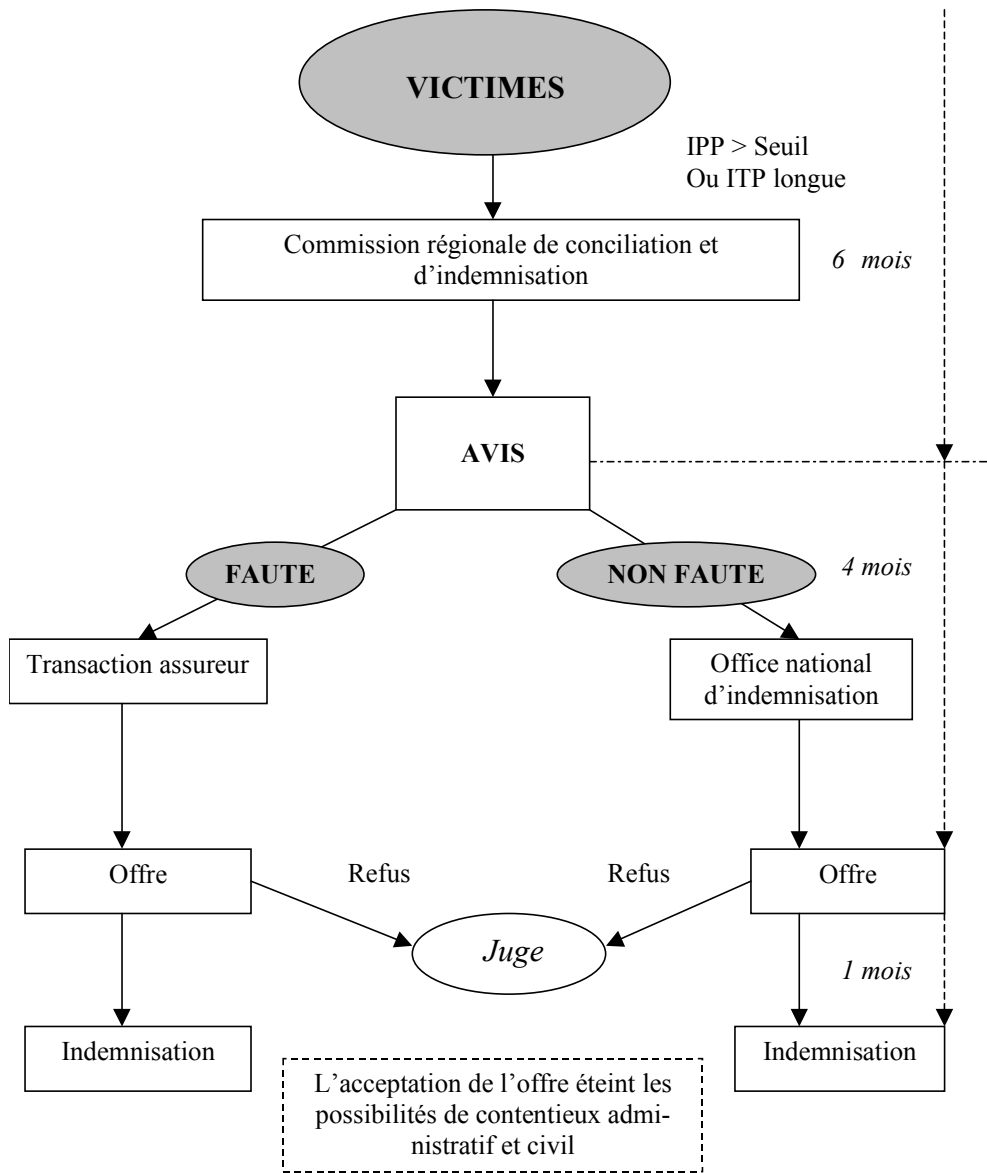 VICTIMES
IPP > Seuil
Ou ITP longue
Commission régionale de conciliation et
d’indemnisation
6 mois
AVIS
FAUTE
NON FAUTE
4 mois
Transaction assureur
Office national
d’indemnisation
Offre
Refus
Refus
Offre
Juge
1 mois
Indemnisation
Indemnisation
L’acceptation de l’offre éteint les
possibilités de contentieux admi-
nistratif et civil